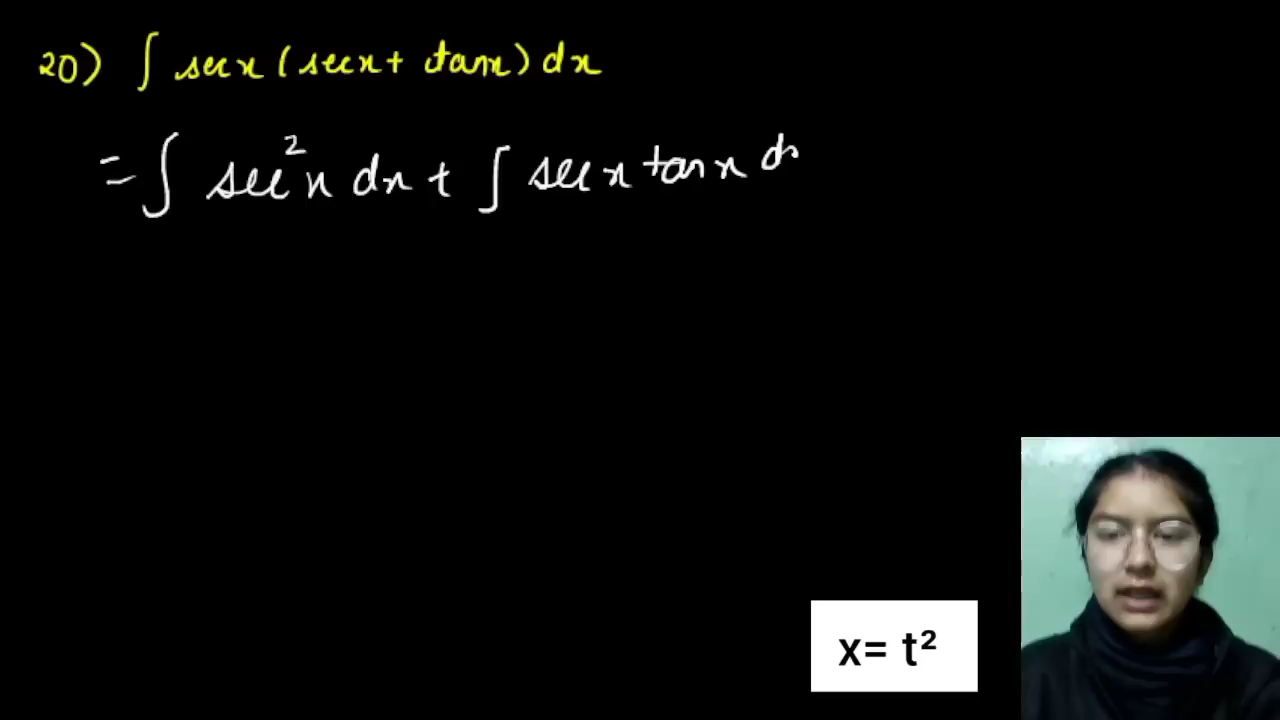 20) ∫ secx (secx + tanx) dx
= ∫ sec²x dx + ∫ secx tanx dx
x= t²